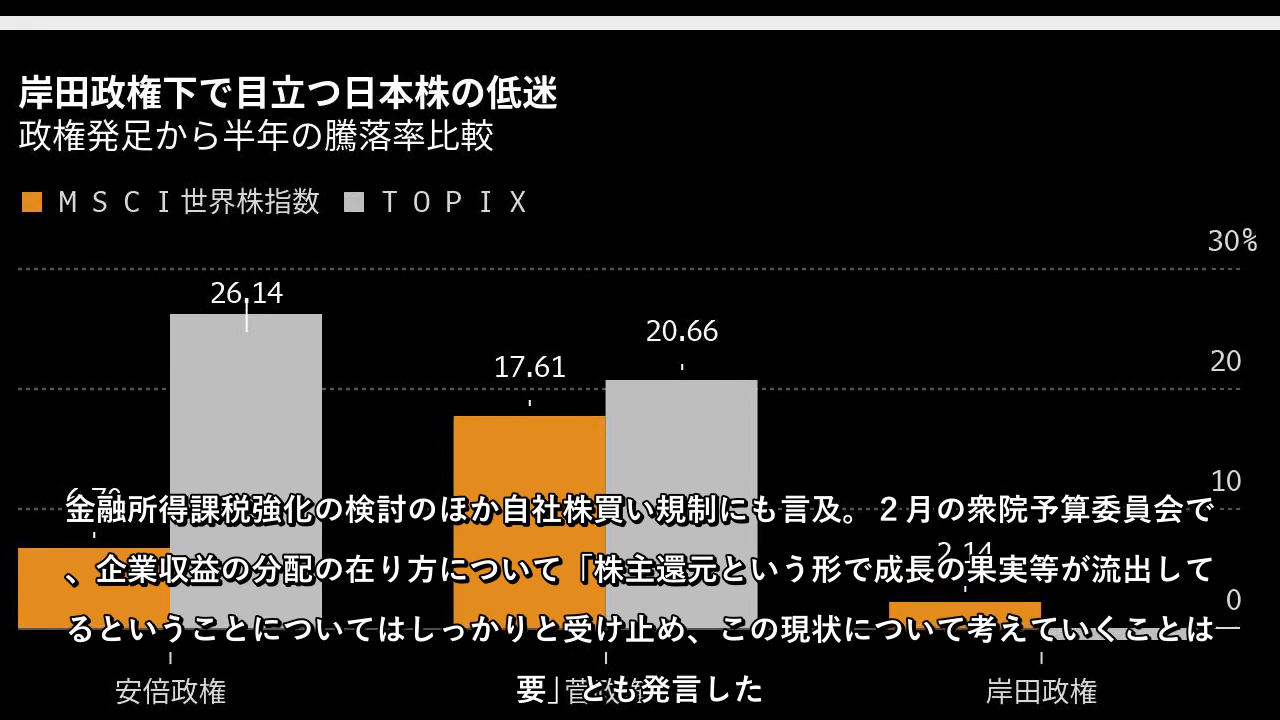 岸田政権下で目立つ日本株の低迷
政権発足から半年の騰落率比較
ＭＳＣＩ世界株指数 ＴＯＰＩＸ
30%
26.14
20.66
17.61
20
10
金融所得課税強化の検討のほか自社株買い規制にも言及。２月の衆院予算委員会で
2.14
、企業収益の分配の在り方について「株主還元という形で成長の果実等が流出して
0
るということについてはしっかりと受け止め、この現状について考えていくことは
要」とも発言した
安倍政権
岸田政権